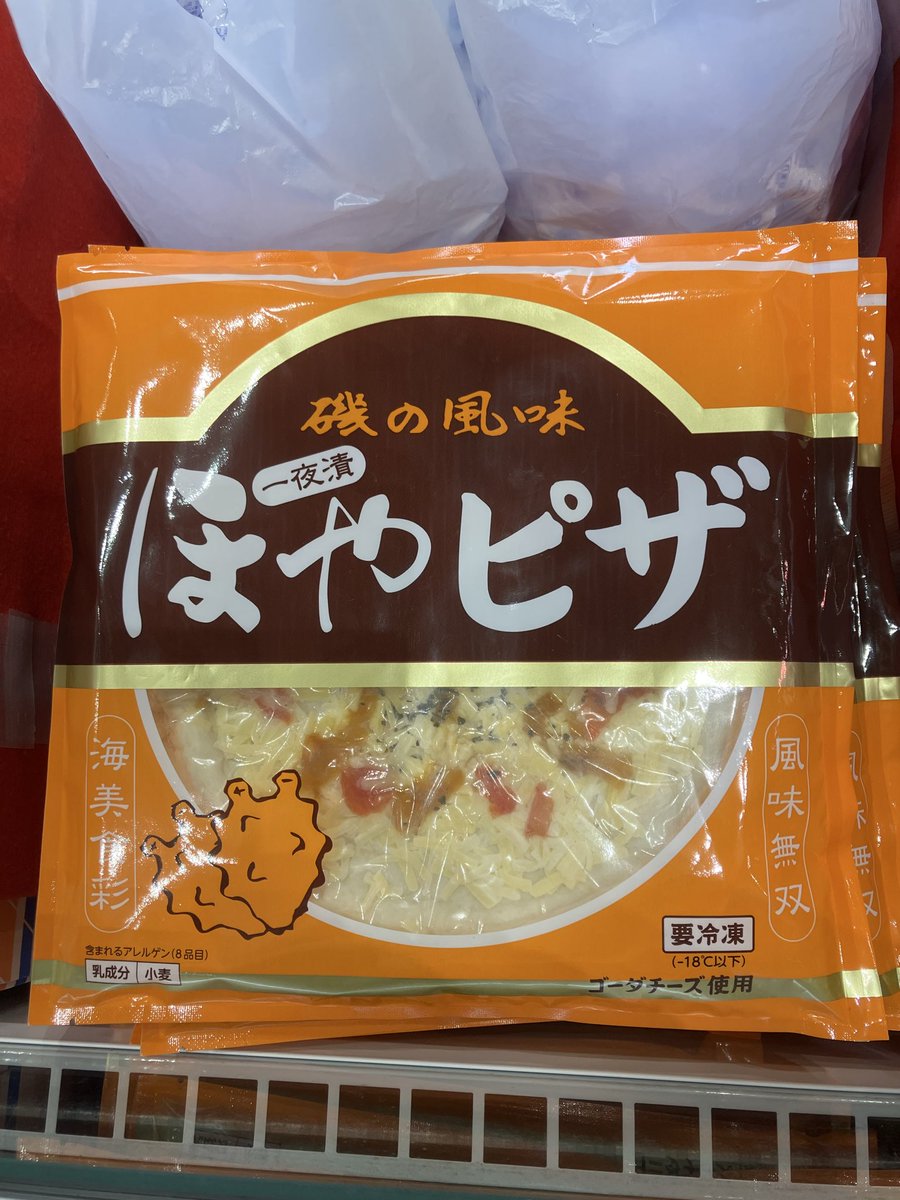 磯の風味
一夜漬
ほやピザ
海美食彩
風味無双
要冷凍
(-18℃以下)
含まれるアレルゲン(8品目)
乳成分 小麦
ゴーダチーズ使用